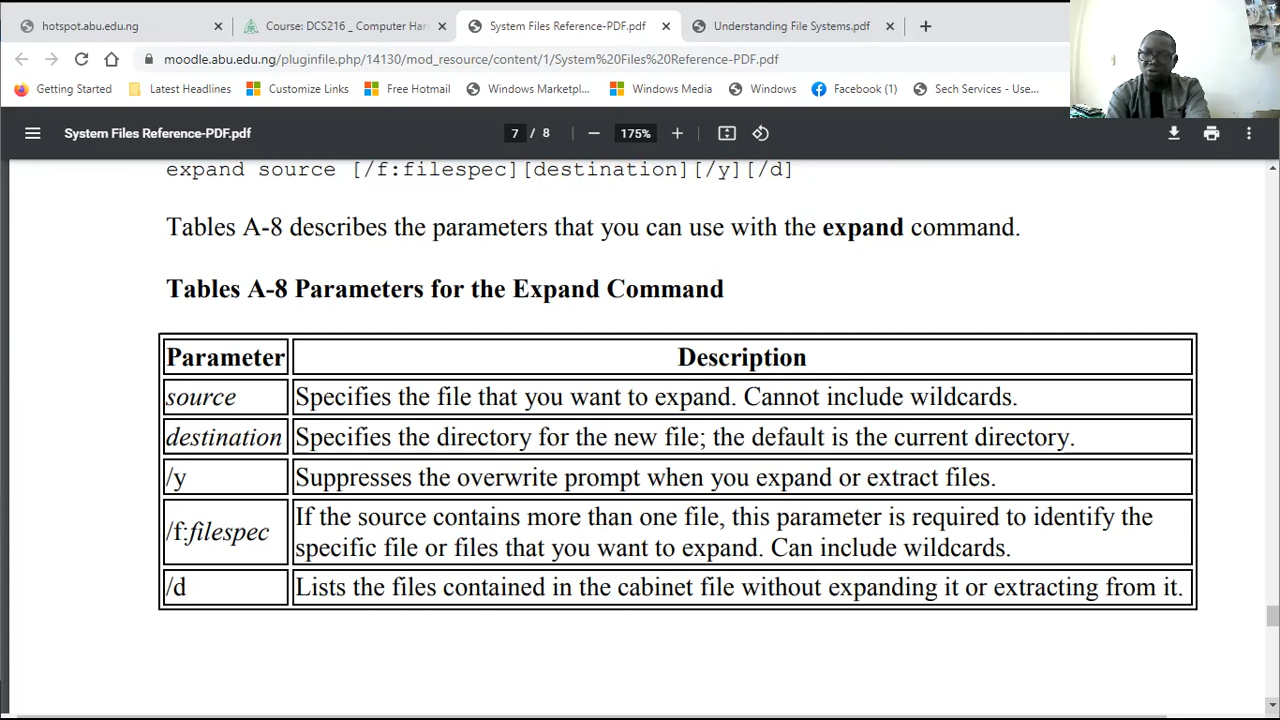 hotspot.abu.edu.ng
Course: DCS216 _ Computer Har
System Files Reference-PDF.pdf
Understanding File Systems.pdf
moodle.abu.edu.ng/pluginfile.php/14130/mod_resource/content/1/System%20Files%20Reference-PDF.pdf
Getting Started Latest Headlines Customize Links Free Hotmail Windows Marketpl... Windows Media Windows Facebook (1) Sech Services - Use...
System Files Reference-PDF.pdf 7 / 8 175%
expand source [/f:filespec][destination][/y][/d]
Tables A-8 describes the parameters that you can use with the expand command.
Tables A-8 Parameters for the Expand Command
Parameter Description
source Specifies the file that you want to expand. Cannot include wildcards.
destination Specifies the directory for the new file; the default is the current directory.
/y Suppresses the overwrite prompt when you expand or extract files.
/f:filespec If the source contains more than one file, this parameter is required to identify the
specific file or files that you want to expand. Can include wildcards.
/d Lists the files contained in the cabinet file without expanding it or extracting from it.